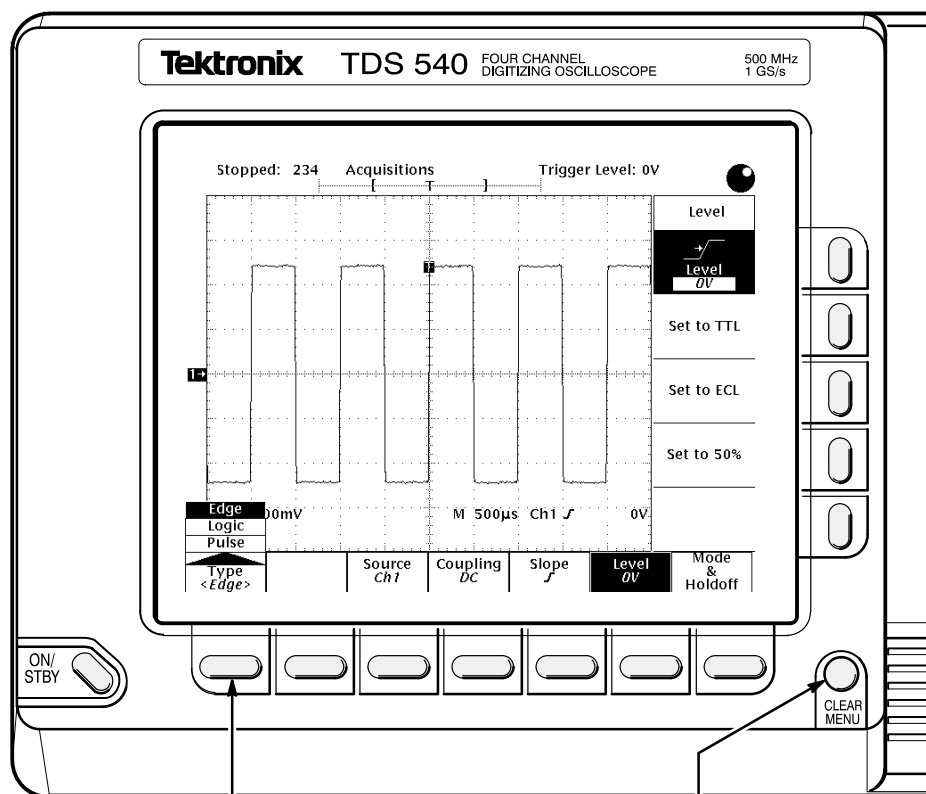 Tektronix TDS 540 FOUR CHANNEL DIGITIZING OSCILLOSCOPE 500 MHz 1 GS/s
Stopped: 234 Acquisitions Trigger Level: 0V
[ T ]
Level
Level
0V
T
Set to TTL
1
Set to ECL
Set to 50%
Edge
Logic
Pulse
00mV M 500µs Ch1 0V
Type
<Edge>
Source
Ch1
Coupling
DC
Slope
Level
0V
Mode
&
Holdoff
ON/
STBY
CLEAR
MENU